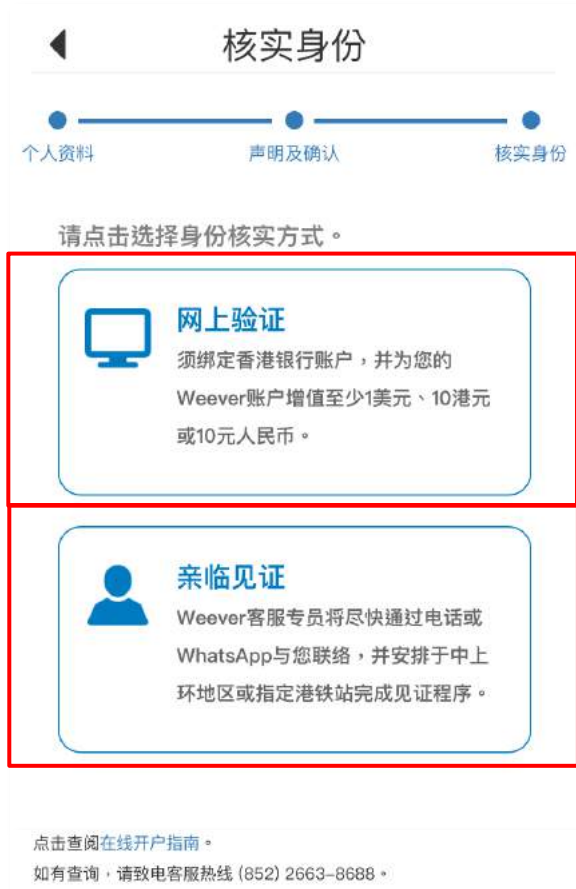 核实身份
个人资料
声明及确认
核实身份
请点击选择身份核实方式。
网上验证
须绑定香港银行账户，并为您的
Weever账户增值至少1美元、10港元
或10元人民币。
亲临见证
Weever客服专员将尽快通过电话或
WhatsApp与您联络，并安排于中上
环地区或指定港铁站完成见证程序。
点击查阅在线开户指南。
如有查询，请致电客服热线 (852) 2663-8688。